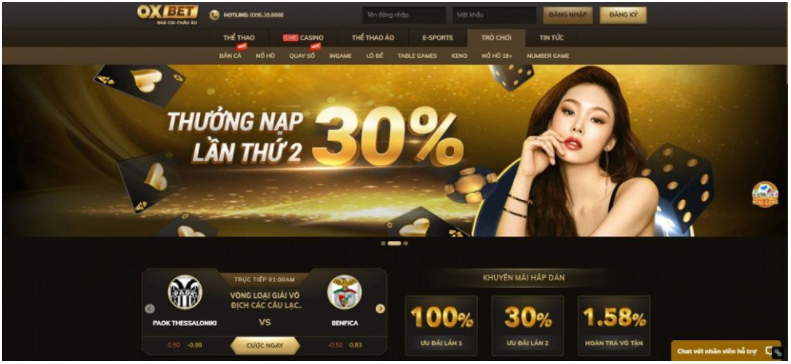 OXBET
NHÀ CÁI CHÂU ÂU
HOTLINE: 0395.39.8888
Tên đăng nhập
Mật khẩu
ĐĂNG NHẬP
ĐĂNG KÝ
THỂ THAO
CASINO
THỂ THAO ẢO
E-SPORTS
TRÒ CHƠI
TIN TỨC
BẮN CÁ
NỔ HŨ
QUAY SỐ
INGAME
LÔ ĐỀ
TABLE GAMES
KENO
NỔ HŨ 18+
NUMBER GAME
THƯỞNG NẠP
LẦN THỨ 2
30%
TRỰC TIẾP 01:00AM
VÒNG LOẠI GIẢI VÔ
ĐỊCH CÁC CÂU LẠC..
PAOK THESSALONIKI
VS
BENFICA
0.50 -0.99
CƯỢC NGAY
-0.50 0.83
KHUYẾN MÃI HẤP DẪN
100%
ƯU ĐÃI LẦN 1
30%
ƯU ĐÃI LẦN 2
1.58%
HOÀN TRẢ VÔ TẬN
Chat với nhân viên hỗ trợ